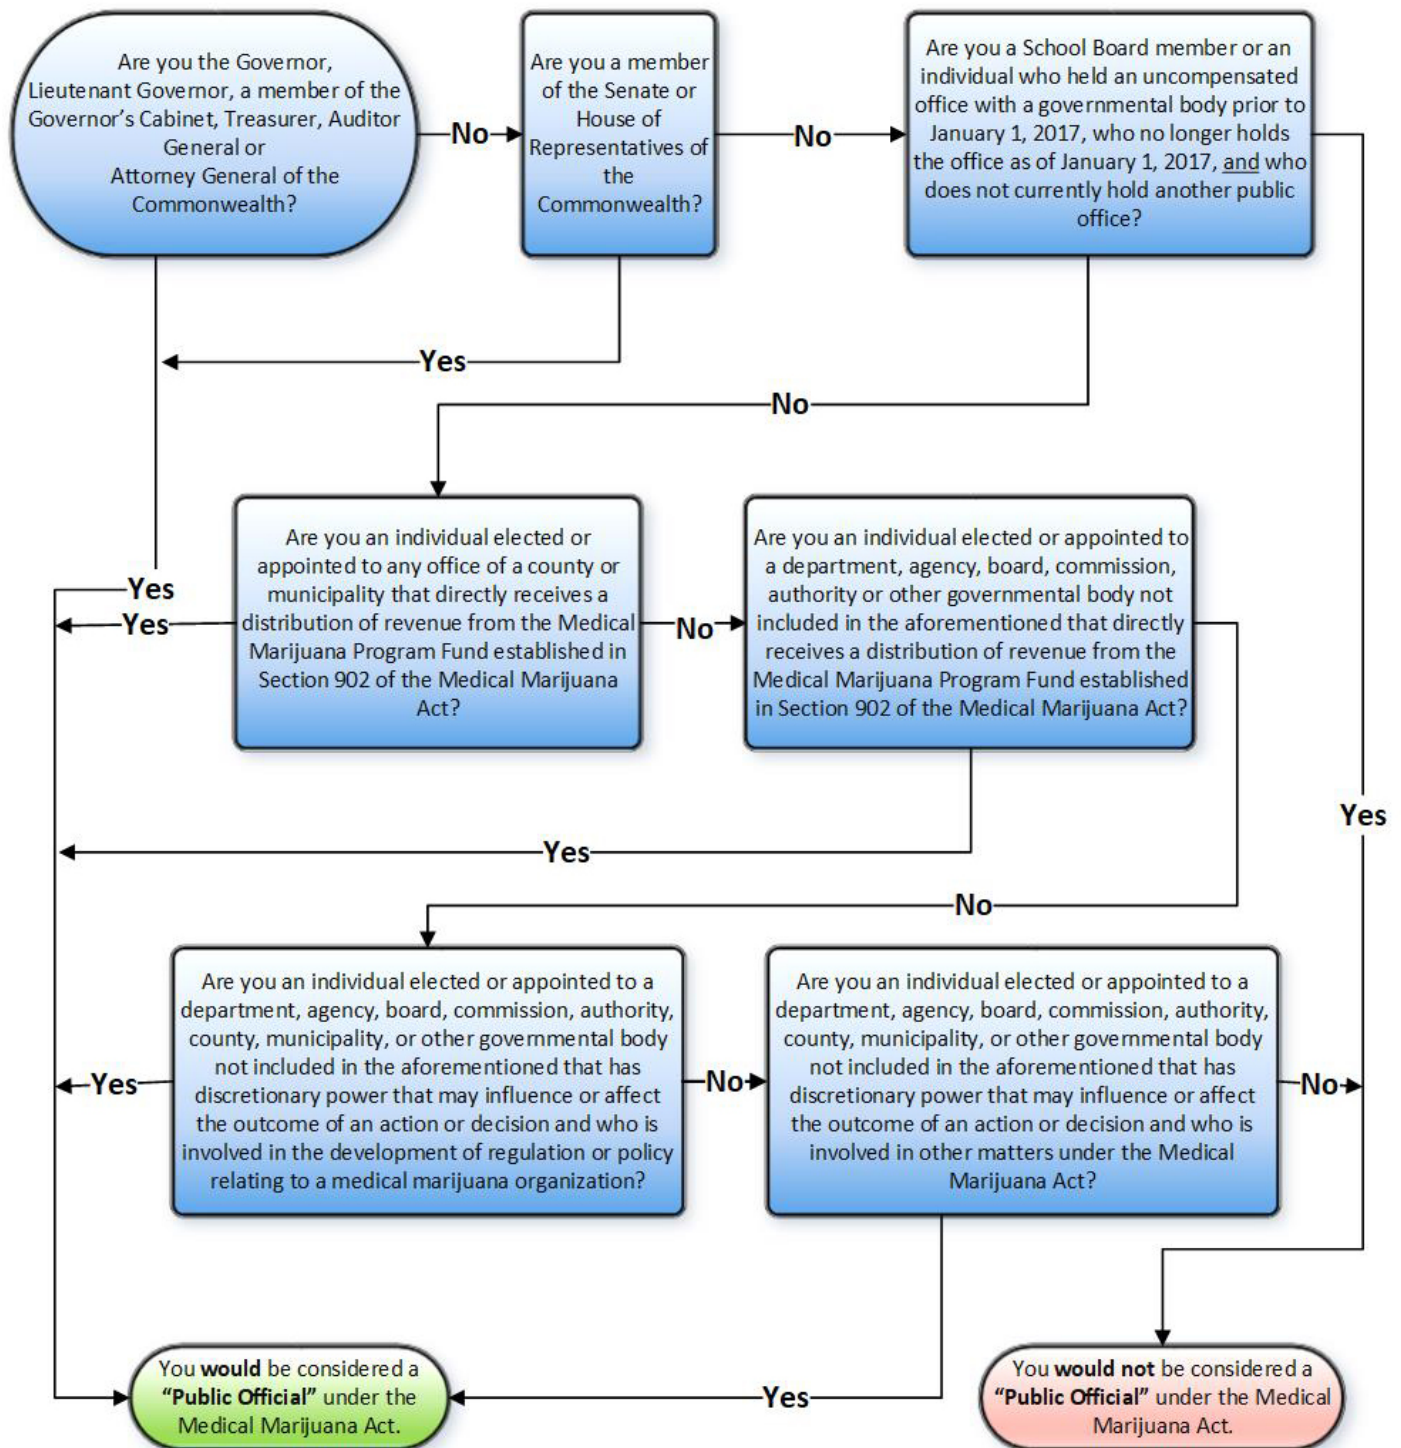 Are you the Governor,
Lieutenant Governor, a member of the
Governor's Cabinet, Treasurer, Auditor
General or
Attorney General of the
Commonwealth?
No
Are you a member
of the Senate or
House of
Representatives of
the
Commonwealth?
No
Are you a School Board member or an
individual who held an uncompensated
office with a governmental body prior to
January 1, 2017, who no longer holds
the office as of January 1, 2017, and who
does not currently hold another public
office?
Yes
No
Yes
Yes
Are you an individual elected or
appointed to any office of a county or
municipality that directly receives a
distribution of revenue from the Medical
Marijuana Program Fund established in
Section 902 of the Medical Marijuana
Act?
No
Are you an individual elected or appointed to
a department, agency, board, commission,
authority or other governmental body not
included in the aforementioned that directly
receives a distribution of revenue from the
Medical Marijuana Program Fund established
in Section 902 of the Medical Marijuana Act?
Yes
Yes
No
Yes
Are you an individual elected or appointed to a
department, agency, board, commission, authority,
county, municipality, or other governmental body
not included in the aforementioned that has
discretionary power that may influence or affect
the outcome of an action or decision and who is
involved in the development of regulation or policy
relating to a medical marijuana organization?
No
Are you an individual elected or appointed to a
department, agency, board, commission, authority,
county, municipality, or other governmental body
not included in the aforementioned that has
discretionary power that may influence or affect
the outcome of an action or decision and who is
involved in other matters under the Medical
Marijuana Act?
No
You would be considered a
"Public Official" under the
Medical Marijuana Act.
Yes
You would not be considered a
"Public Official" under the Medical
Marijuana Act.